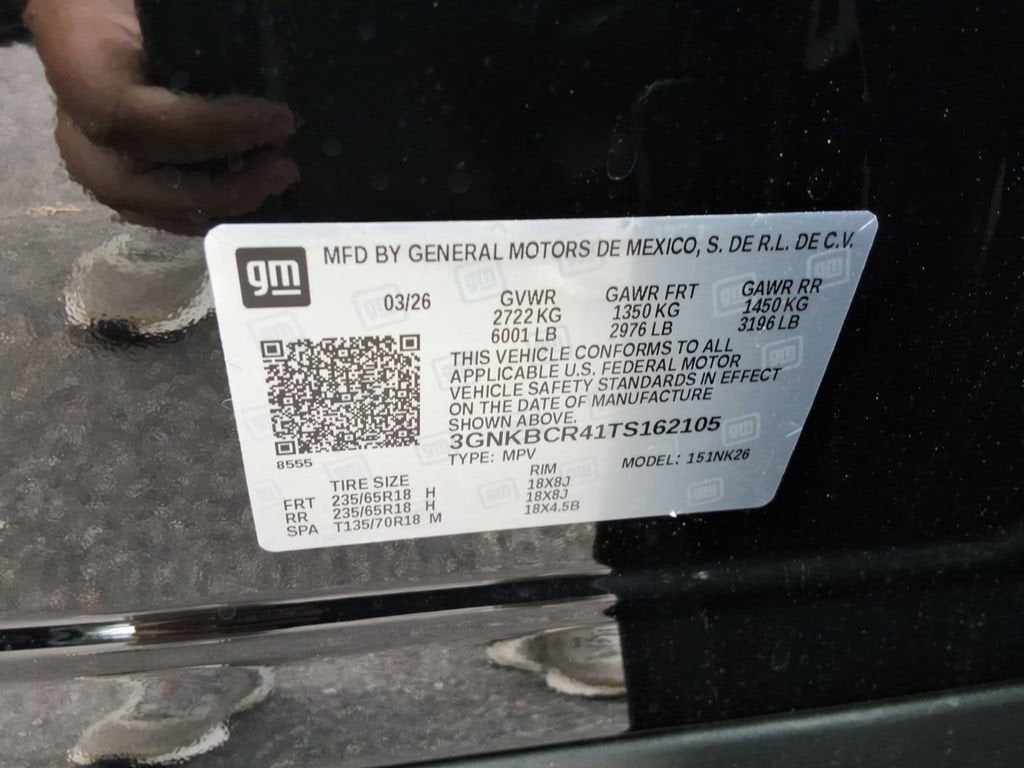 gm
MFD BY GENERAL MOTORS DE MEXICO, S. DE R.L. DE C.V.
03/26 GVWR GAWR FRT GAWR RR
2722 KG 1350 KG 1450 KG
6001 LB 2976 LB 3196 LB
THIS VEHICLE CONFORMS TO ALL
APPLICABLE U.S. FEDERAL MOTOR
VEHICLE SAFETY STANDARDS IN EFFECT
ON THE DATE OF MANUFACTURE
SHOWN ABOVE.
3GNKBCR41TS162105
8555
TYPE: MPV MODEL: 151NK26
TIRE SIZE RIM
FRT 235/65R18 H 18X8J
RR 235/65R18 H 18X8J
SPA T135/70R18 M 18X4.5B